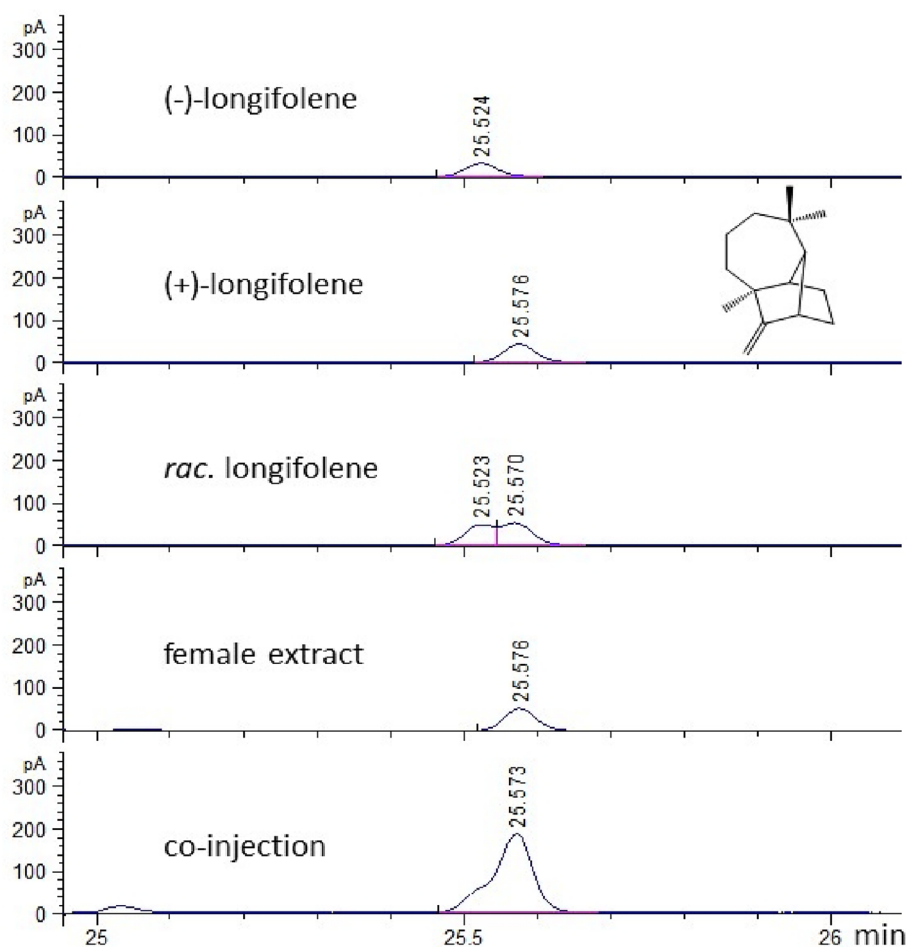 pA
300
200
100
0
(-)-longifolene
25.524
pA
300
200
100
0
(+)-longifolene
25.576
pA
300
200
100
0
rac. longifolene
25.523
25.570
pA
300
200
100
0
female extract
25.576
pA
300
200
100
0
co-injection
25.573
25 25.5 26 min